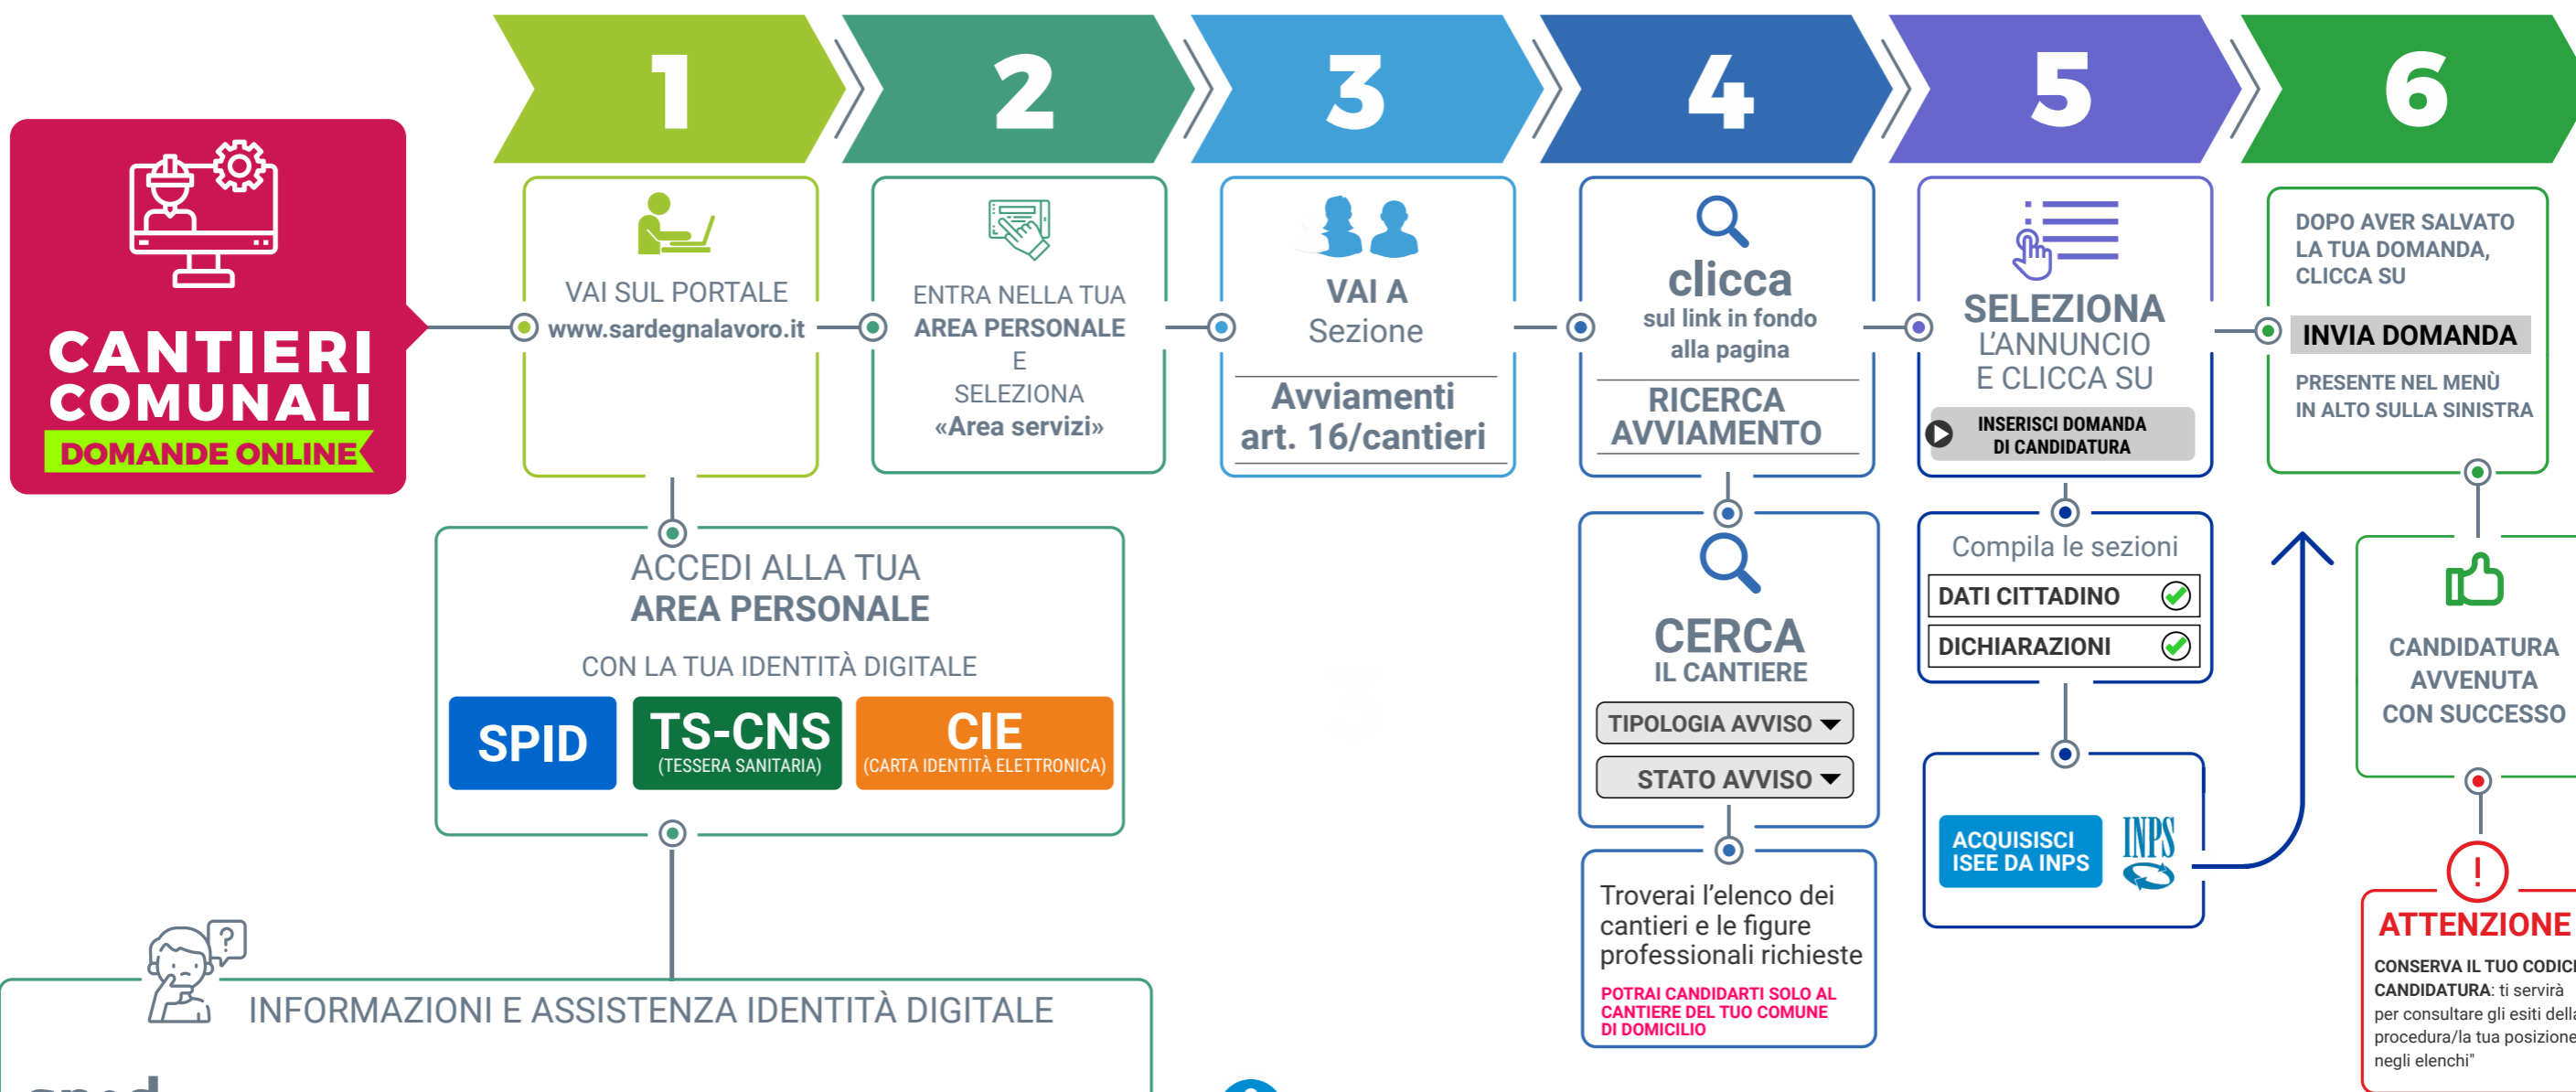 CANTIERI
COMUNALI
DOMANDE ONLINE
1
VAI SUL PORTALE
www.sardegnalavoro.it
ACCEDI ALLA TUA
AREA PERSONALE
CON LA TUA IDENTITÀ DIGITALE
SPID
TS-CNS
(TESSERA SANITARIA)
CIE
(CARTA IDENTITÀ ELETTRONICA)
?
INFORMAZIONI E ASSISTENZA IDENTITÀ DIGITALE
2
ENTRA NELLA TUA
AREA PERSONALE
E
SELEZIONA
«Area servizi»
3
VAI A
Sezione
Avviamenti
art. 16/cantieri
4
clicca
sul link in fondo
alla pagina
RICERCA
AVVIAMENTO
CERCA
IL CANTIERE
TIPOLOGIA AVVISO
STATO AVVISO
Troverai l'elenco dei
cantieri e le figure
professionali richieste
POTRAI CANDIDARTI SOLO AL
CANTIERE DEL TUO COMUNE
DI DOMICILIO
5
SELEZIONA
L'ANNUNCIO
E CLICCA SU
INSERISCI DOMANDA
DI CANDIDATURA
Compila le sezioni
DATI CITTADINO
DICHIARAZIONI
ACQUISISCI
ISEE DA INPS
INPS
6
DOPO AVER SALVATO
LA TUA DOMANDA,
CLICCA SU
INVIA DOMANDA
PRESENTE NEL MENÙ
IN ALTO SULLA SINISTRA
CANDIDATURA
AVVENUTA
CON SUCCESSO
!
ATTENZIONE
CONSERVA IL TUO
CANDIDATURA: ti servirà
per consultare gli esiti della
procedura/la tua posizione
negli elenchi"